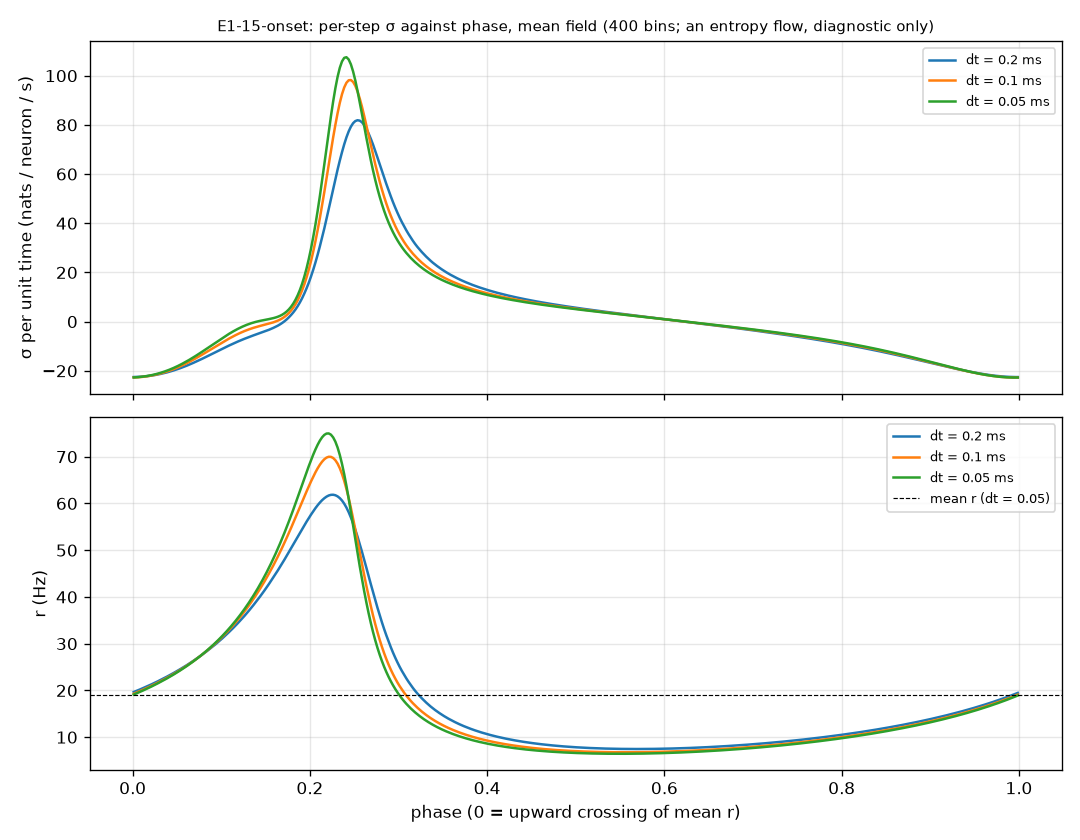 E1-15-onset: per-step σ against phase, mean field (400 bins; an entropy flow, diagnostic only)
σ per unit time (nats / neuron / s)
100
80
60
40
20
0
−20
dt = 0.2 ms
dt = 0.1 ms
dt = 0.05 ms
r (Hz)
70
60
50
40
30
20
10
dt = 0.2 ms
dt = 0.1 ms
dt = 0.05 ms
mean r (dt = 0.05)
0.0 0.2 0.4 0.6 0.8 1.0
phase (0 = upward crossing of mean r)